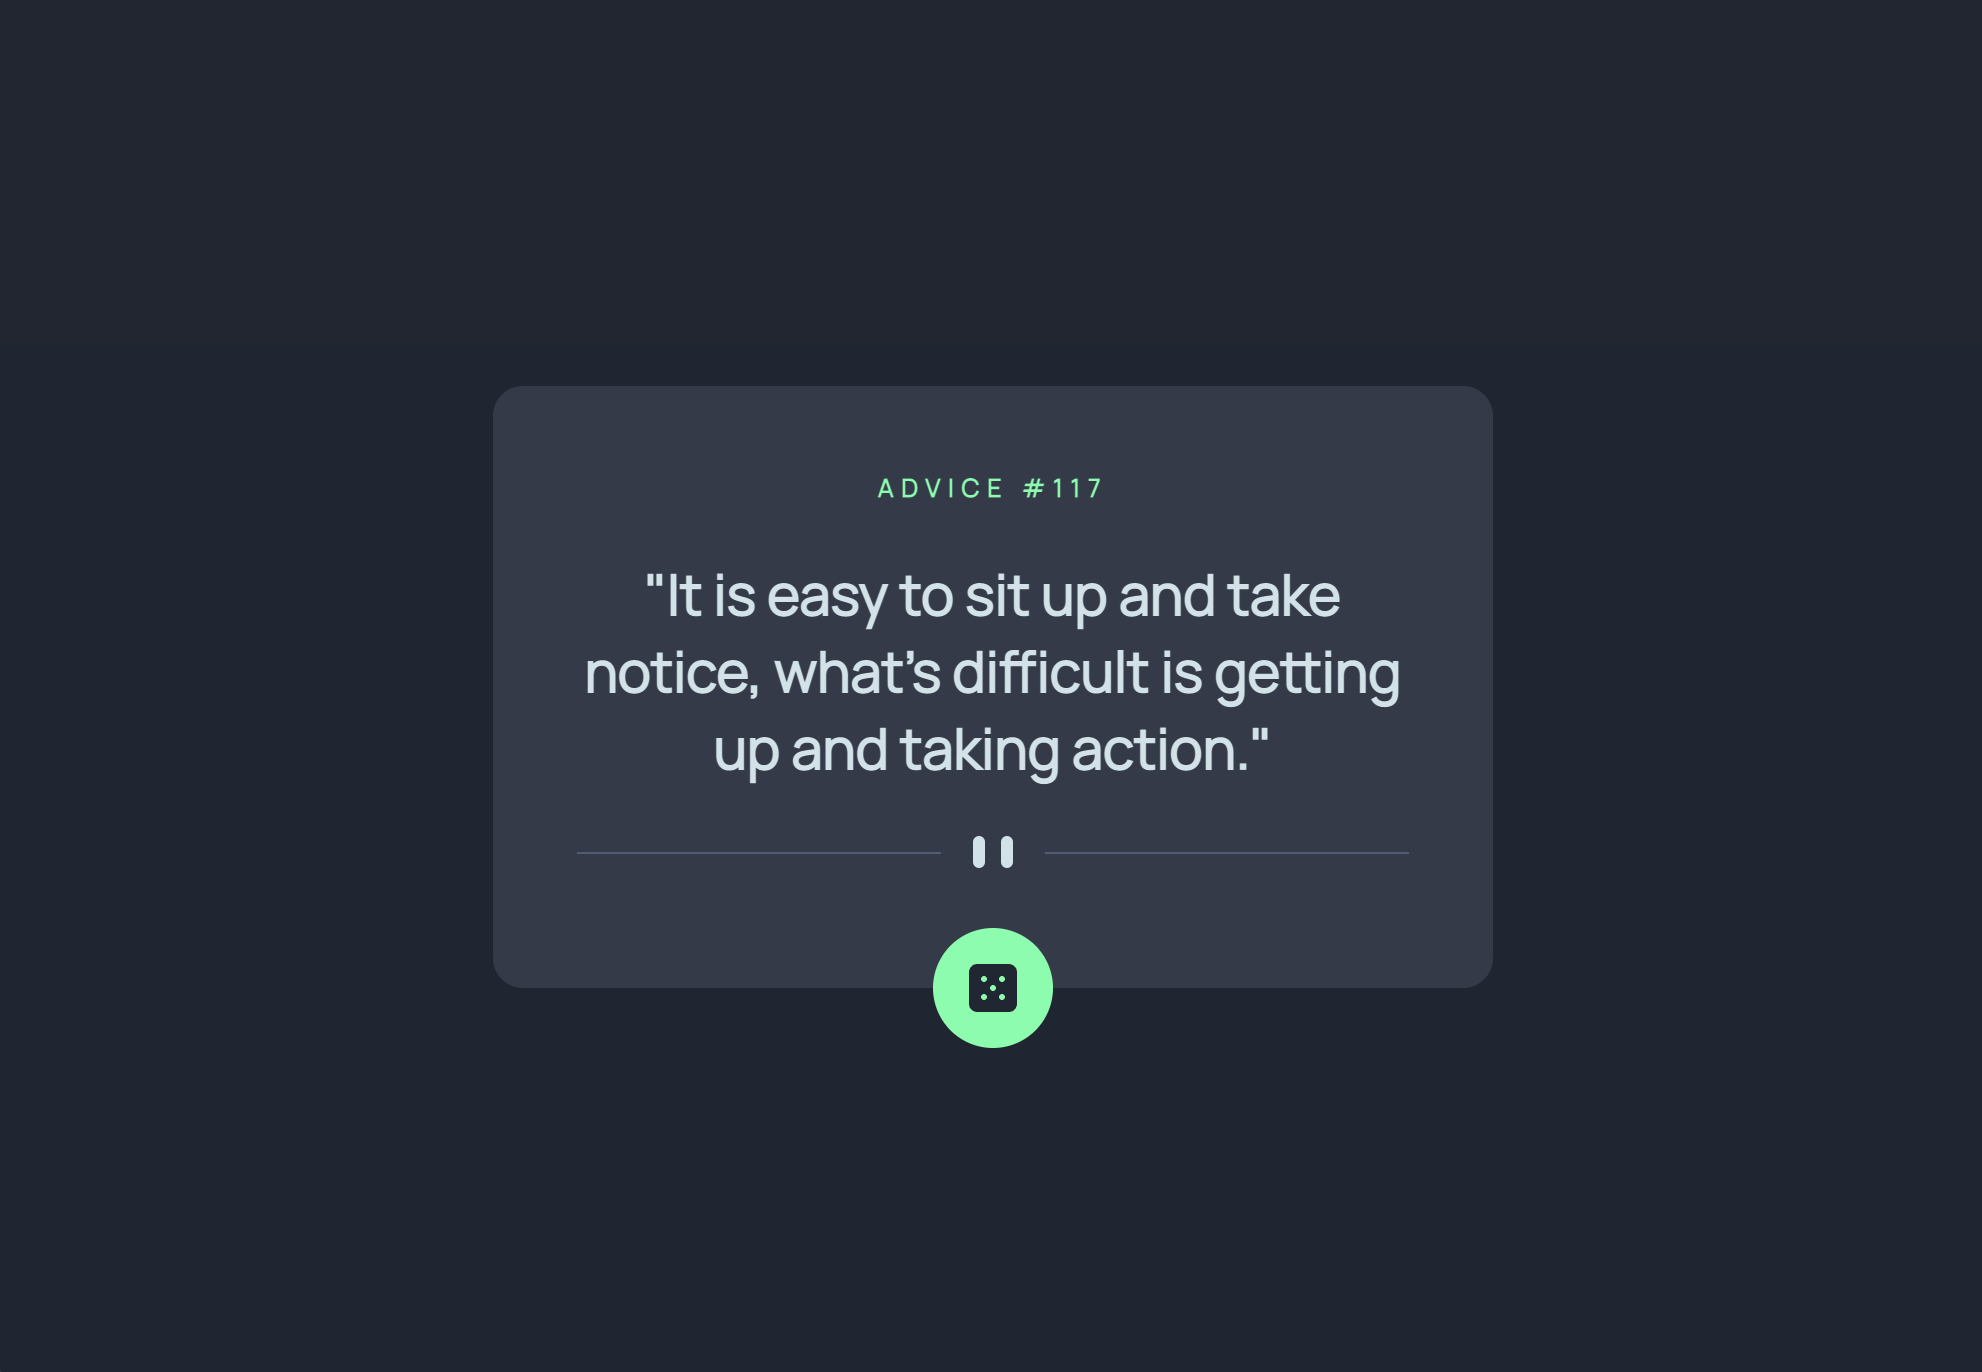 ADVICE #117
"It is easy to sit up and take
notice, what’s difficult is getting
up and taking action."